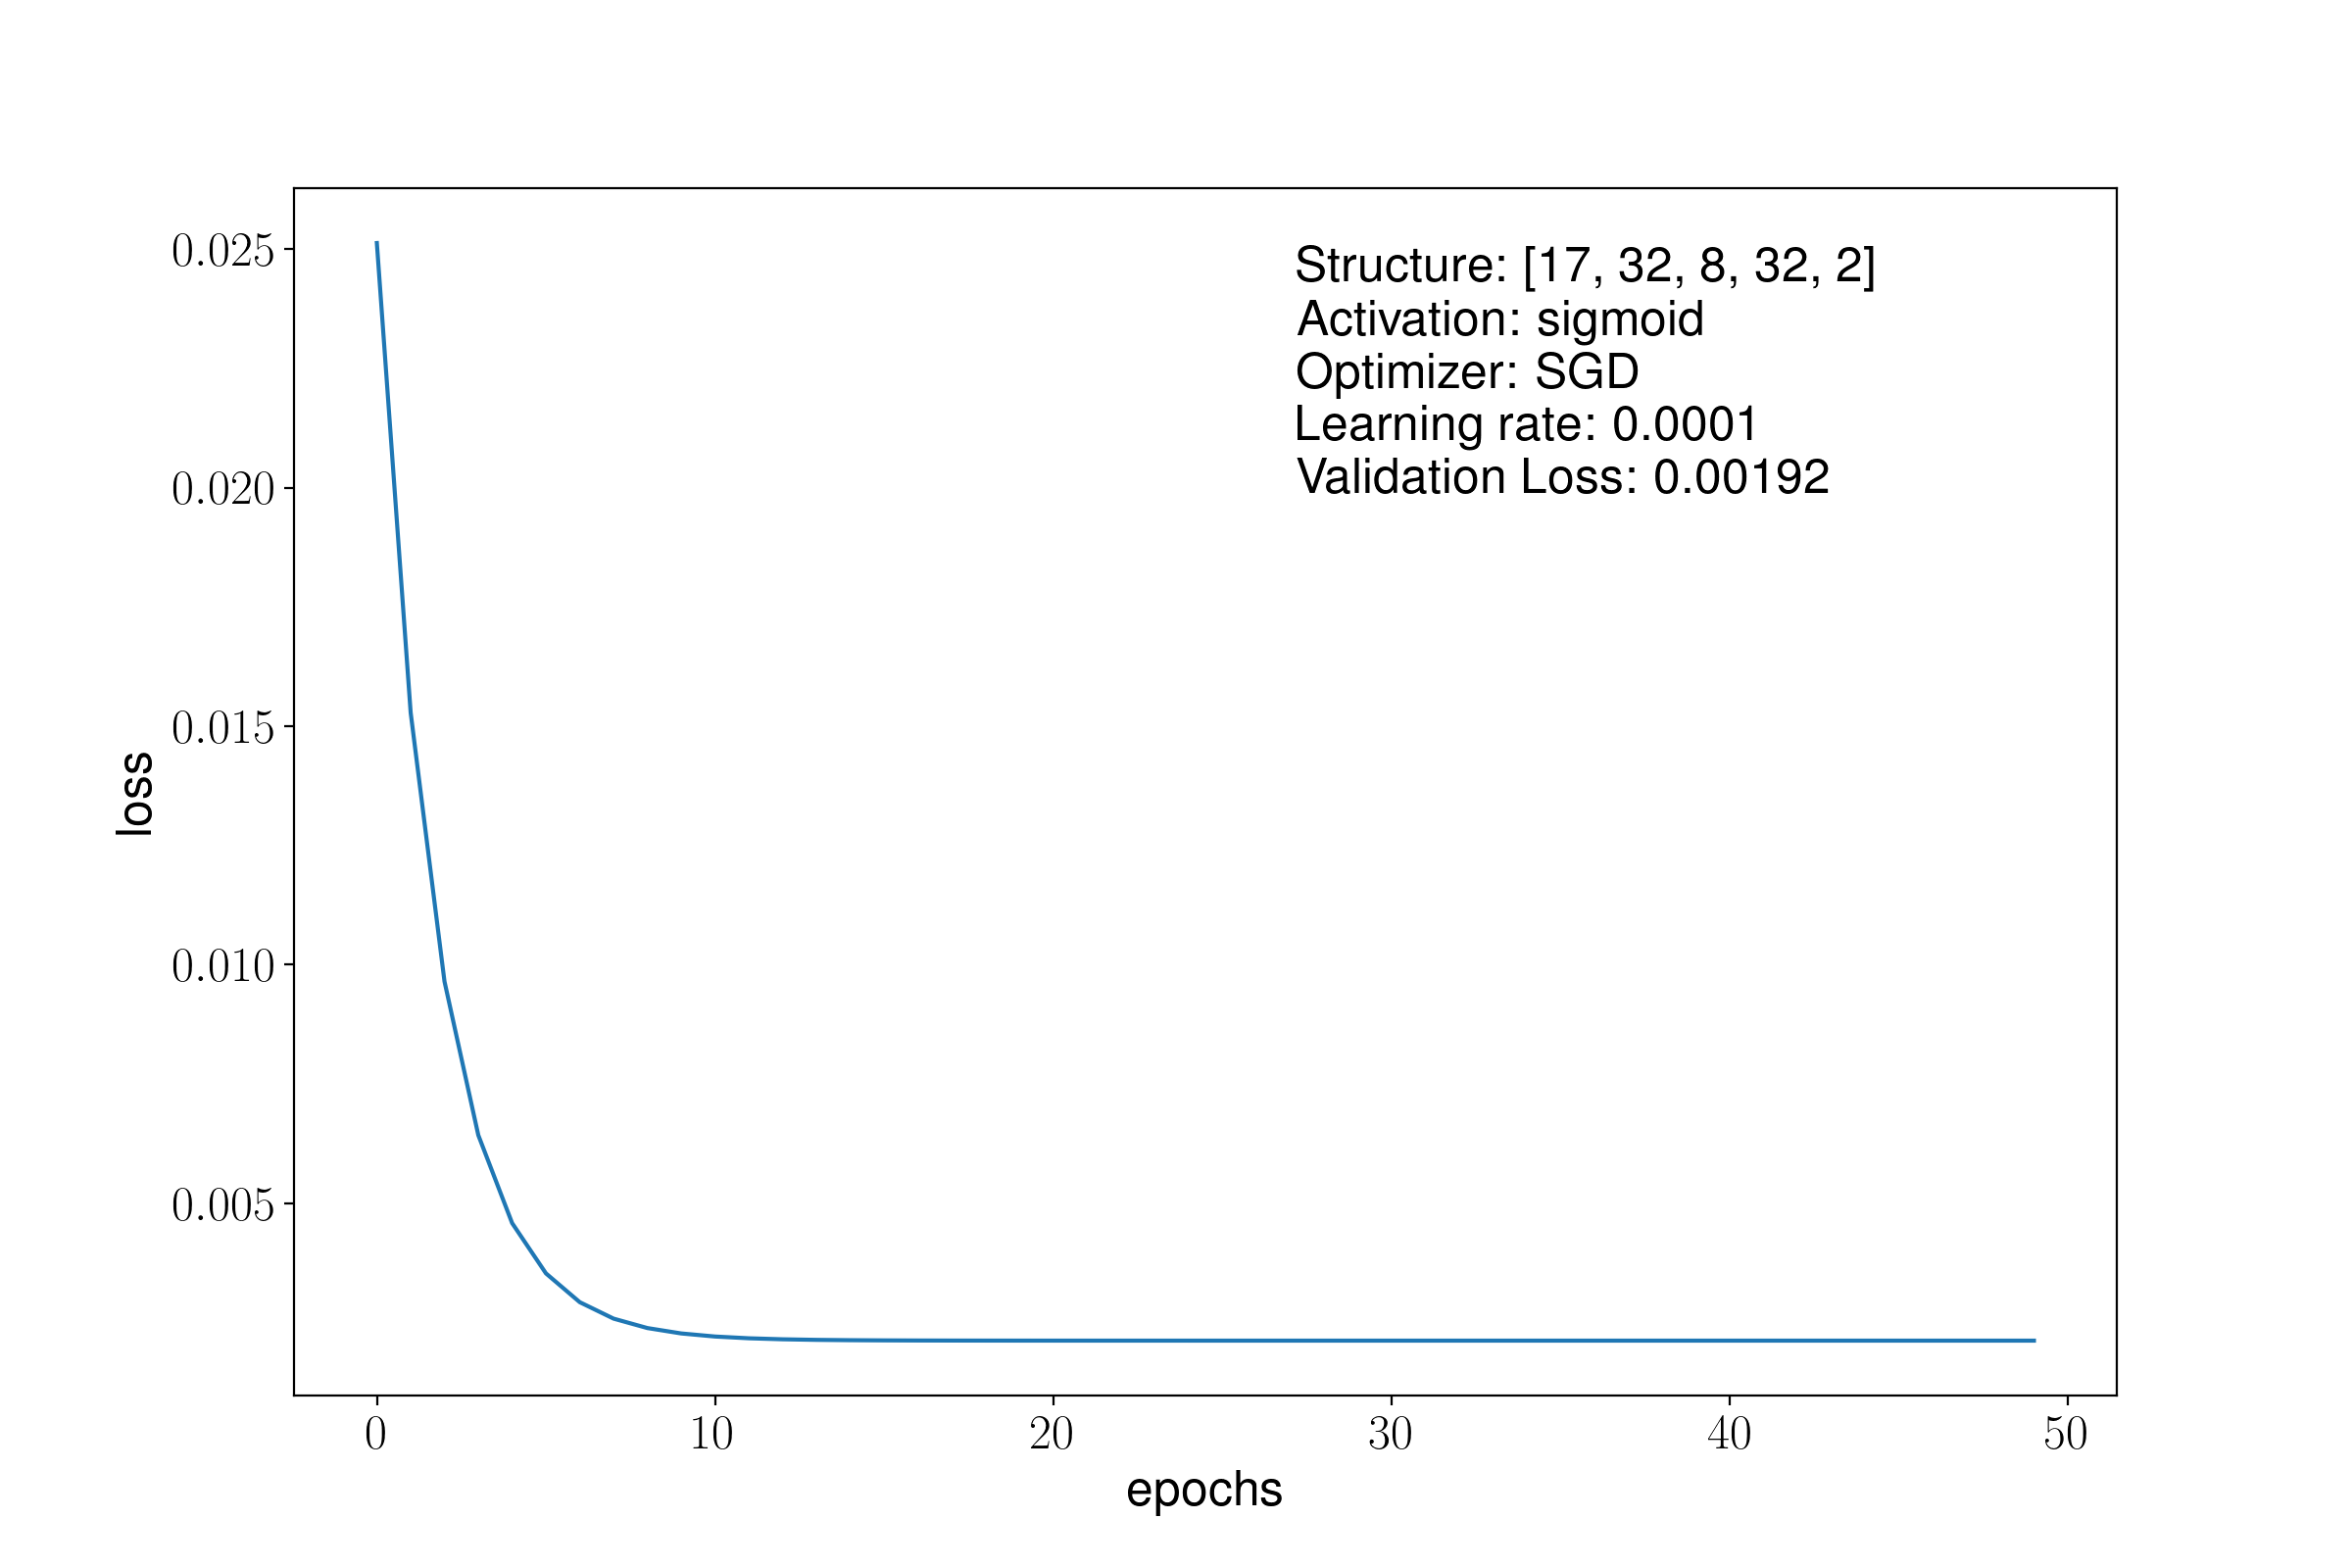 Structure: [17, 32, 8, 32, 2]
Activation: sigmoid
Optimizer: SGD
Learning rate: 0.0001
Validation Loss: 0.00192
0.025
0.020
0.015
0.010
0.005
loss
0 10 20 30 40 50
epochs